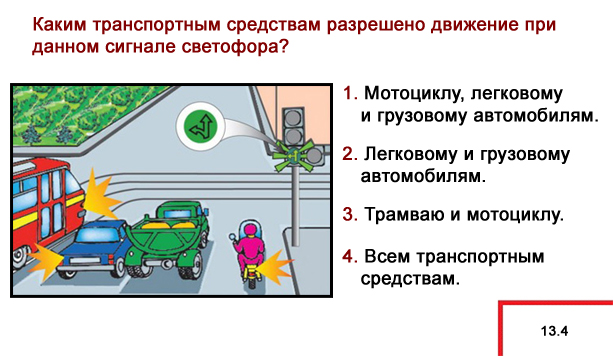 Каким транспортным средствам разрешено движение при
данном сигнале светофора?
1. Мотоциклу, легковому
и грузовому автомобилям.
2. Легковому и грузовому
автомобилям.
3. Трамваю и мотоциклу.
4. Всем транспортным
средствам.
13.4